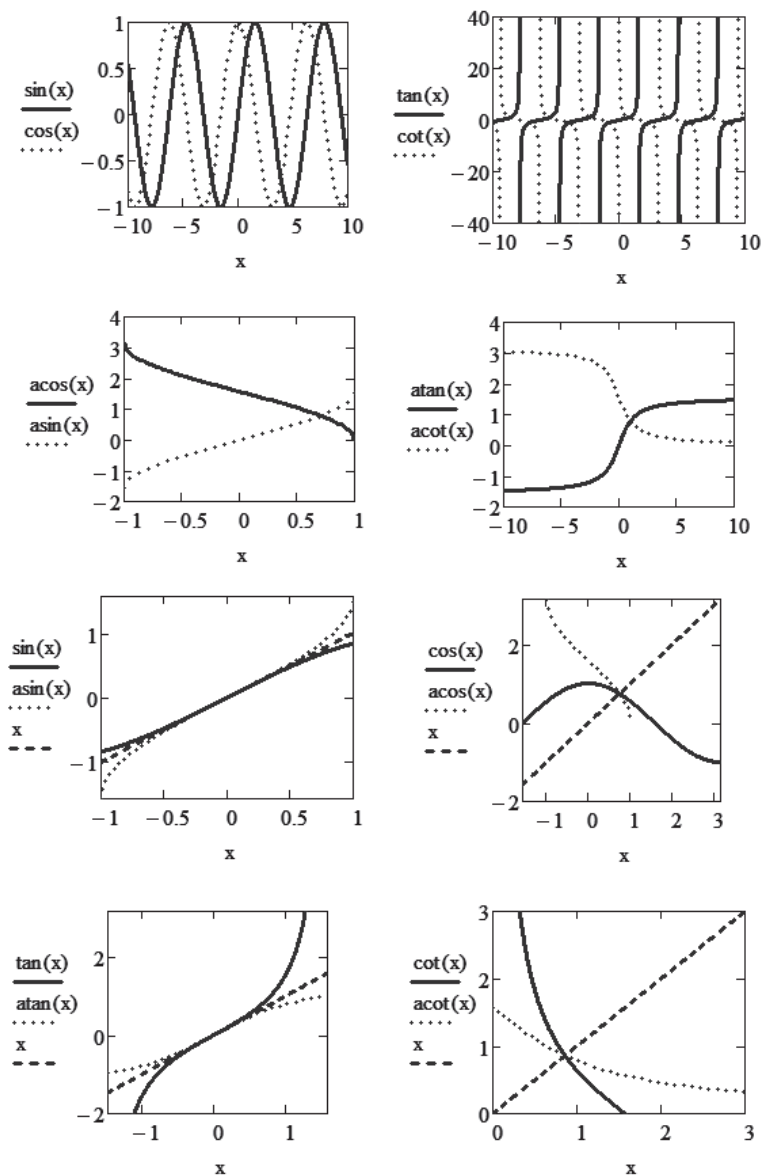 sin(x)
cos(x)
1
0.5
0
−0.5
−1
−10 −5 0 5 10
x
tan(x)
cot(x)
40
20
0
−20
−40
−10 −5 0 5 10
x
acos(x)
asin(x)
4
3
2
1
0
−1
−2
−1 −0.5 0 0.5 1
x
atan(x)
acot(x)
4
3
2
1
0
−1
−2
−10 −5 0 5 10
x
sin(x)
asin(x)
x
1
0
−1
−1 −0.5 0 0.5 1
x
cos(x)
acos(x)
x
2
0
−2
−1 0 1 2 3
x
tan(x)
atan(x)
x
2
0
−2
−1 0 1
x
cot(x)
acot(x)
x
3
2
1
0
0 1 2 3
x